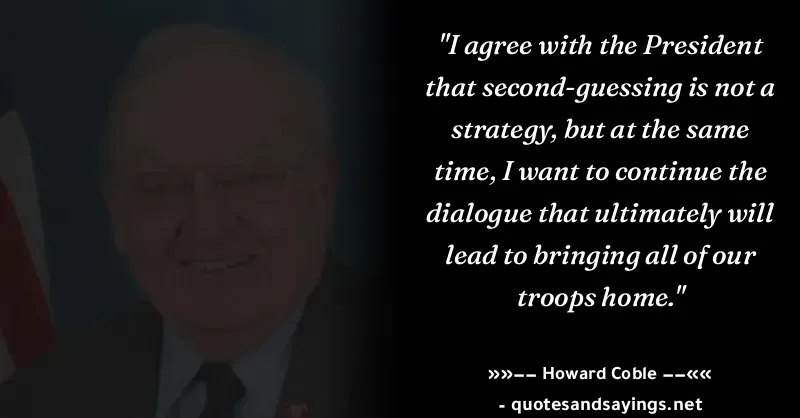 "I agree with the President
that second-guessing is not a
strategy, but at the same
time, I want to continue the
dialogue that ultimately will
lead to bringing all of our
troops home."
»»−− Howard Coble −−««
- quotesandsayings.net